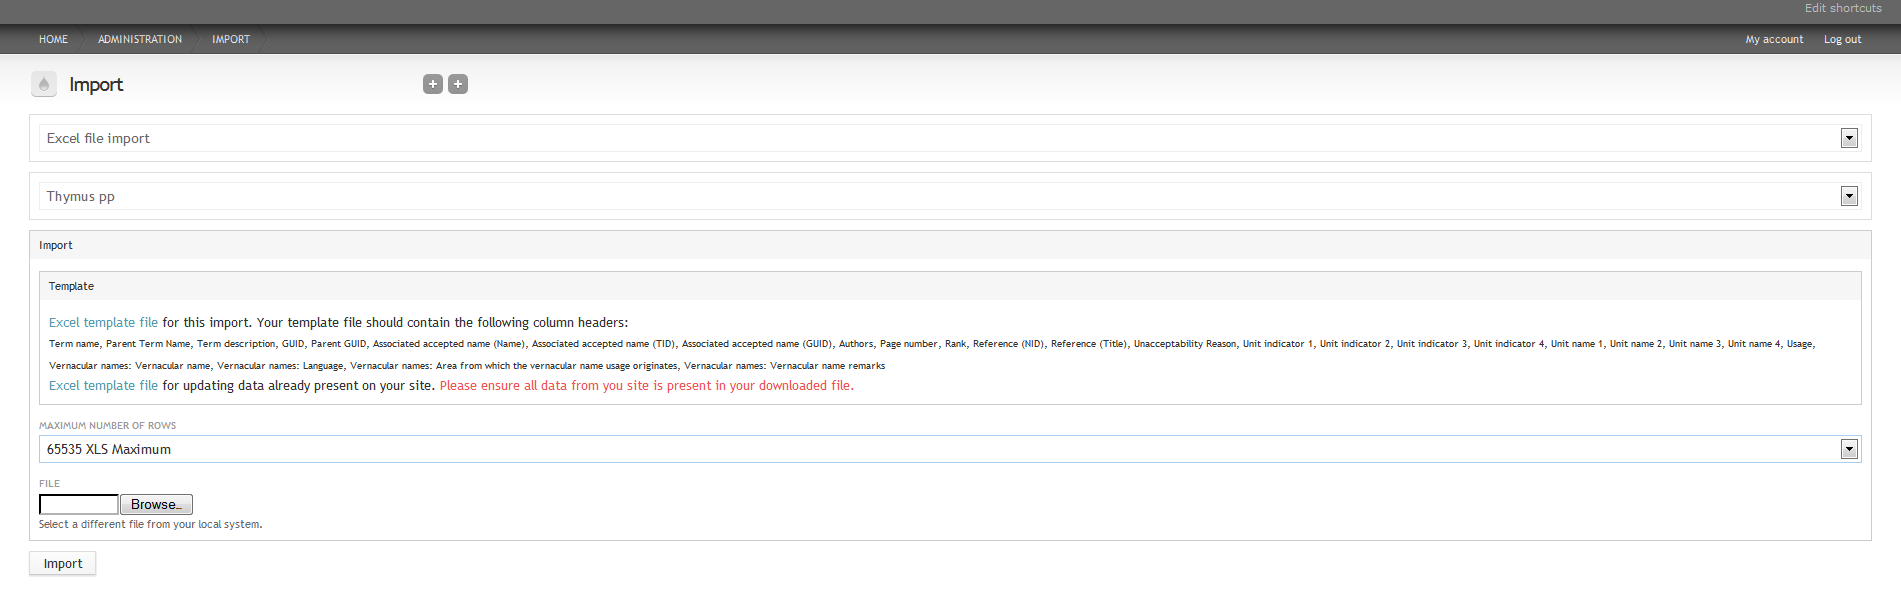 Edit shortcuts
HOME ADMINISTRATION IMPORT My account Log out
Import
Excel file import
Thymus pp
Import
Template
Excel template file for this import. Your template file should contain the following column headers:
Term name, Parent Term Name, Term description, GUID, Parent GUID, Associated accepted name (Name), Associated accepted name (TID), Associated accepted name (GUID), Authors, Page number, Rank, Reference (NID), Reference (Title), Unacceptability Reason, Unit indicator 1, Unit indicator 2, Unit indicator 3, Unit indicator 4, Unit name 1, Unit name 2, Unit name 3, Unit name 4, Usage,
Vernacular names: Vernacular name, Vernacular names: Language, Vernacular names: Area from which the vernacular name usage originates, Vernacular names: Vernacular name remarks
Excel template file for updating data already present on your site. Please ensure all data from you site is present in your downloaded file.
MAXIMUM NUMBER OF ROWS
65535 XLS Maximum
FILE
Browse...
Select a different file from your local system.
Import